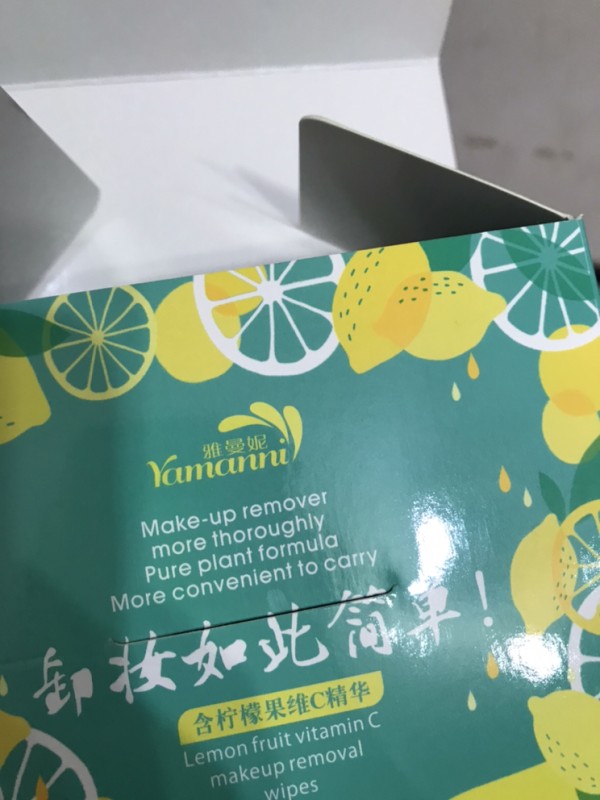 雅曼妮
Yamanni
Make-up remover
more thoroughly
Pure plant formula
More convenient to carry
卸妆如此简单!
含柠檬果维C精华
Lemon fruit vitamin C
makeup removal
wipes